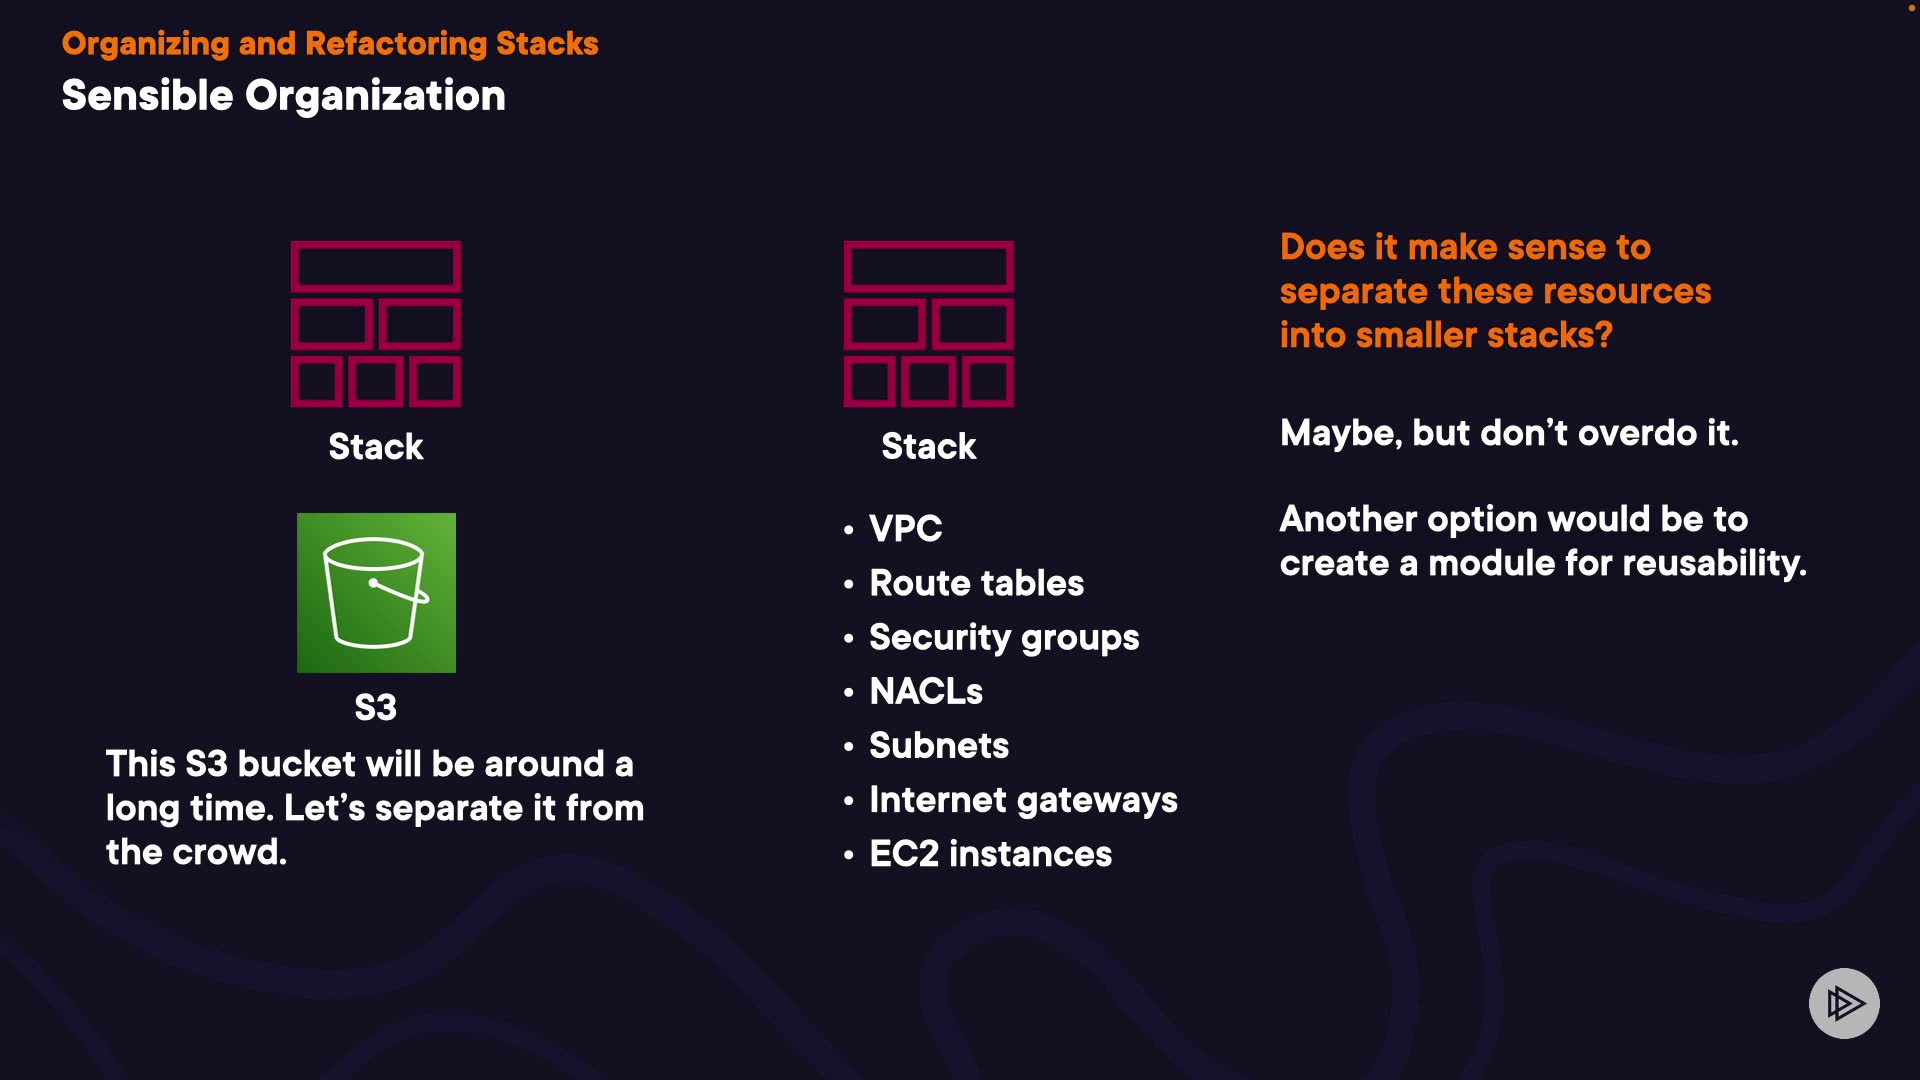 Organizing and Refactoring Stacks
Sensible Organization
Stack
S3
This S3 bucket will be around a
long time. Let’s separate it from
the crowd.
Stack
• VPC
• Route tables
• Security groups
• NACLs
• Subnets
• Internet gateways
• EC2 instances
Does it make sense to
separate these resources
into smaller stacks?
Maybe, but don’t overdo it.
Another option would be to
create a module for reusability.